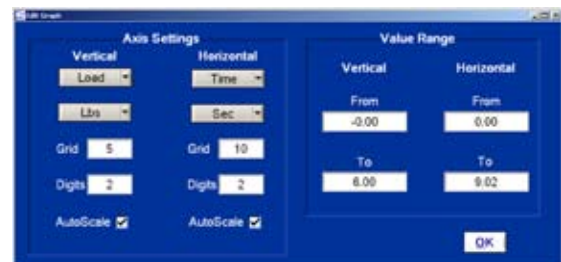 Edit Graph
Axis Settings
Vertical Horizontal
Load Time
Lbs Sec
Grid 5 Grid 10
Digits 2 Digits 2
AutoScale AutoScale
Value Range
Vertical Horizontal
From From
-0.00 0.00
To To
6.00 9.02
OK